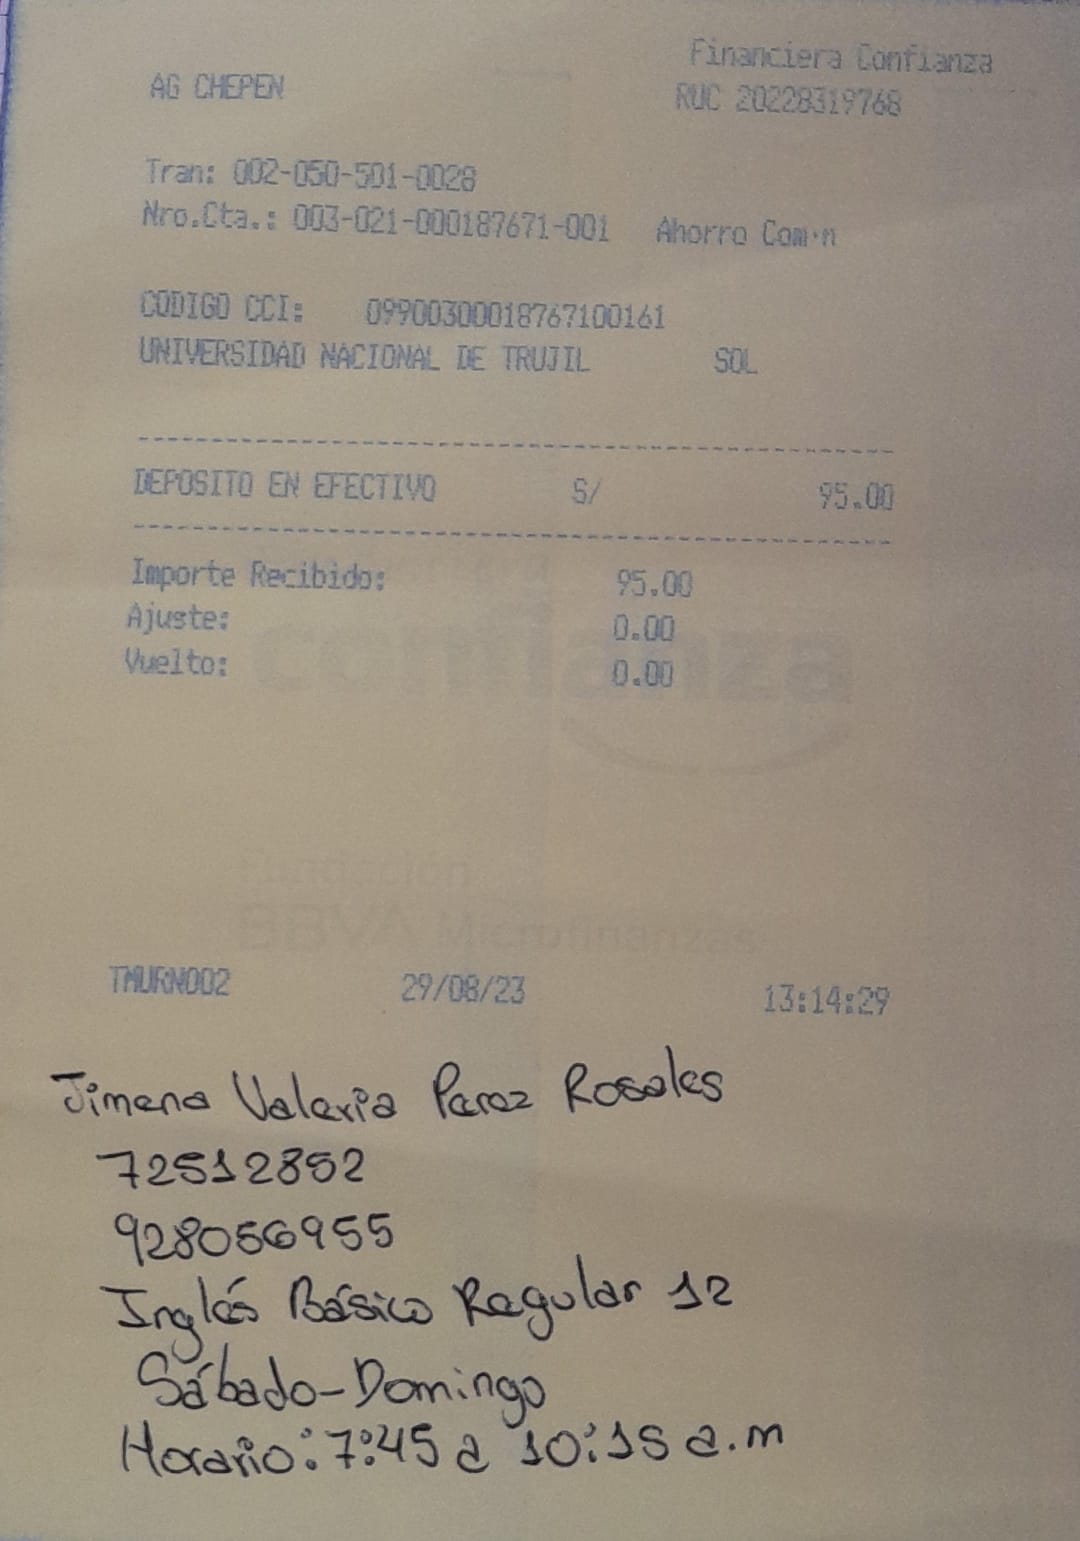 Financiera Confianza
AG CHEPEN
RUC 20228319768
Tran: 002-050-501-0028
Nro.Cta.: 003-021-000187671-001 Ahorro Com·n
CODIGO CCI: 09900300018767100161
UNIVERSIDAD NACIONAL DE TRUJIL SOL
DEPOSITO EN EFECTIVO S/ 95.00
Importe Recibido: 95.00
Ajuste: 0.00
Vuelto: 0.00
confianza
Fundación
BBVA Microfinanzas
TMURN002 29/08/23 13:14:29
Jimena Valeria Perez Rosales
72512852
928056955
Inglés Básico Regular 12
Sábado-Domingo
Horario: 7:45 a 10:15 a.m